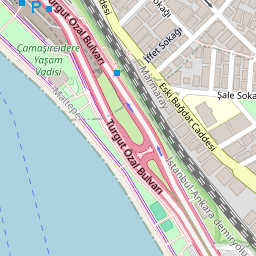 P
Turgut Özal Bulvarı
Sokağı
İffet Sokağı
Çamaşırcıdere
Yaşam
Vadisi
Marmaray
Eski Bağdat Caddesi
Şale Soka
Maltepe
Turgut Özal Bulvarı
İstanbul-Ankara demiryolu